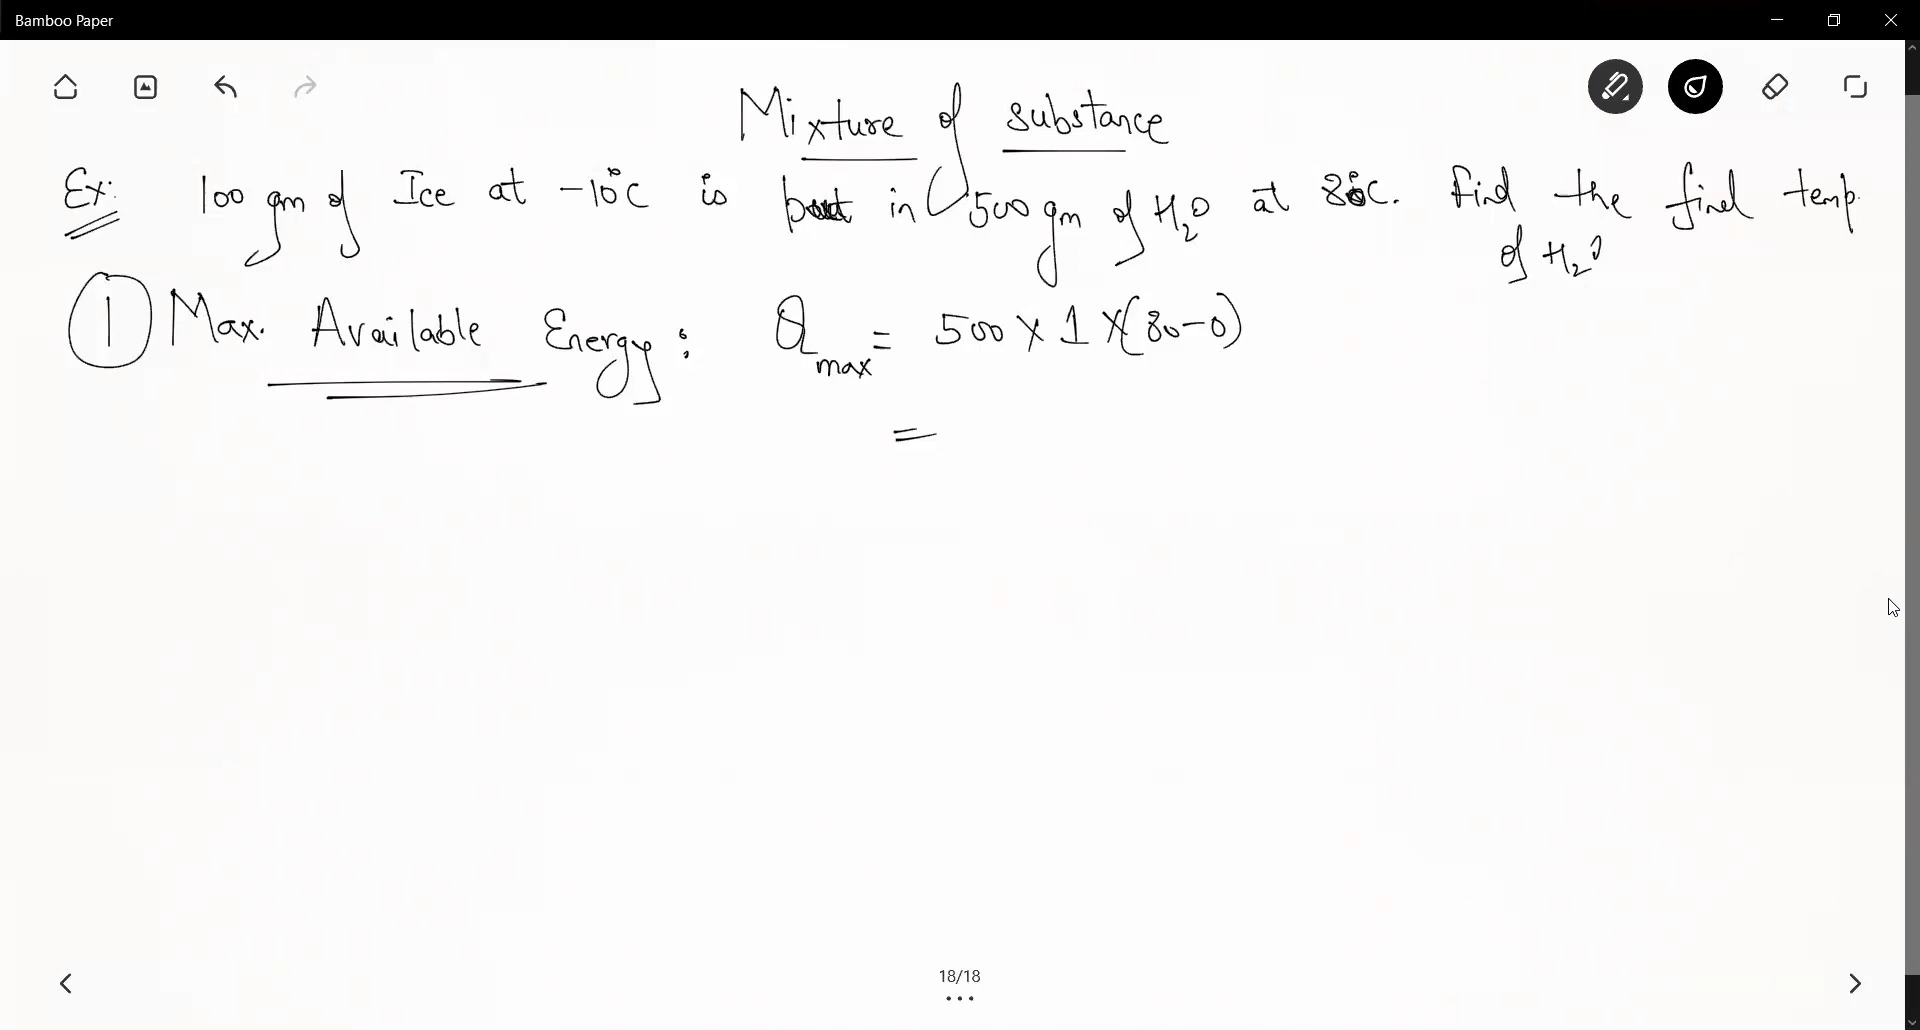 Bamboo Paper
Mixture of substance
Ex: 100 gm of Ice at -10°C is put in 500 gm of H₂O at 80°C. Find the final temp.
of H₂O
① Max. Available Energy: Q_max = 500 × 1 × (80-0)
=
18/18